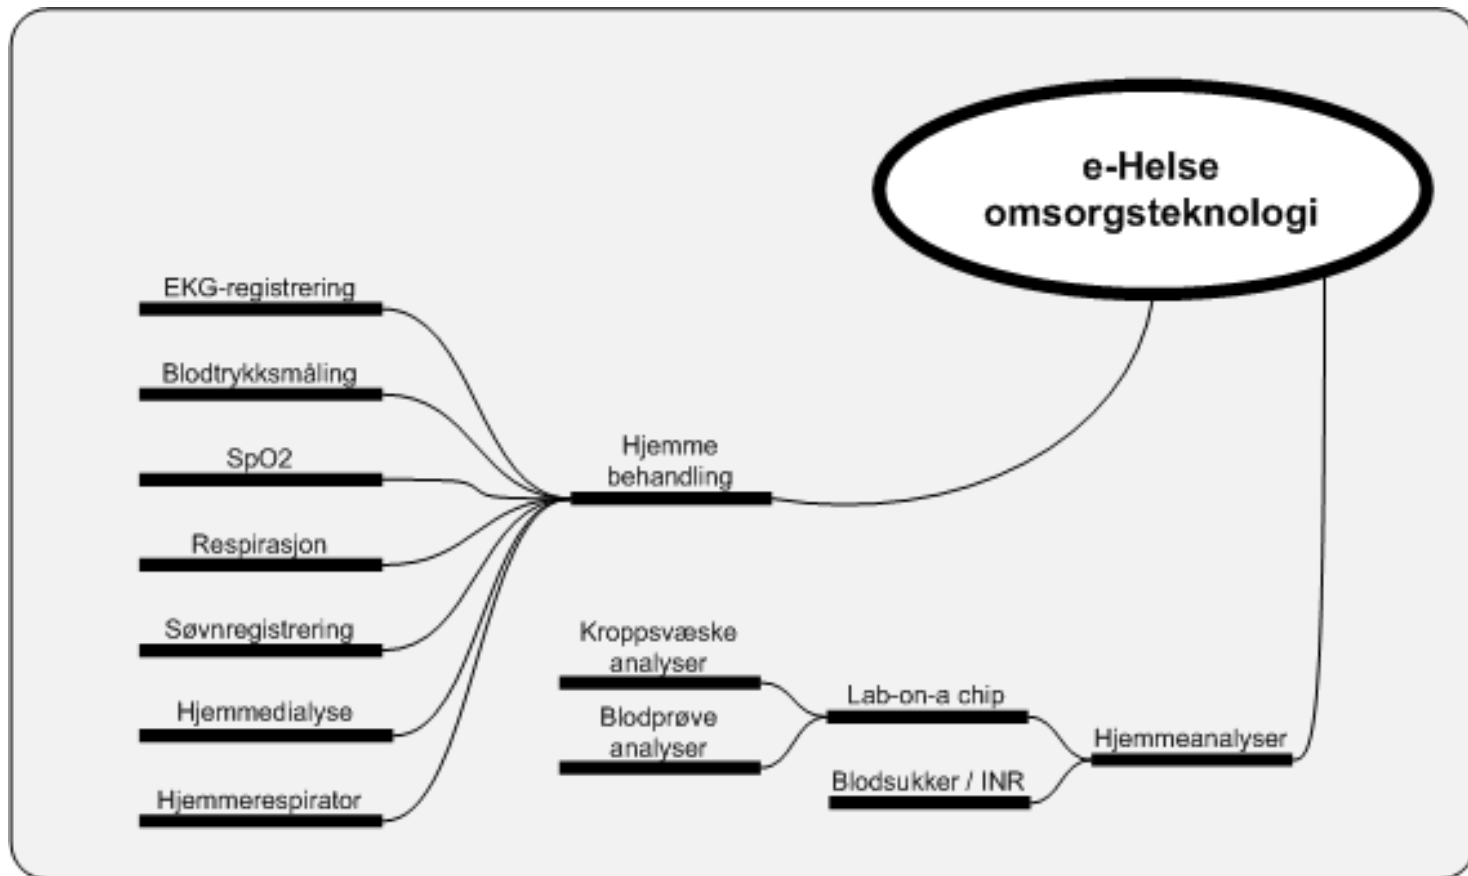 e-Helse
omsorgsteknologi
EKG-registrering
Blodtrykksmåling
SpO2
Respirasjon
Søvnregistrering
Hjemmedialyse
Hjemmerespirator
Hjemme
behandling
Kroppsvæske
analyser
Blodprøve
analyser
Lab-on-a chip
Blodsukker / INR
Hjemmeanalyser